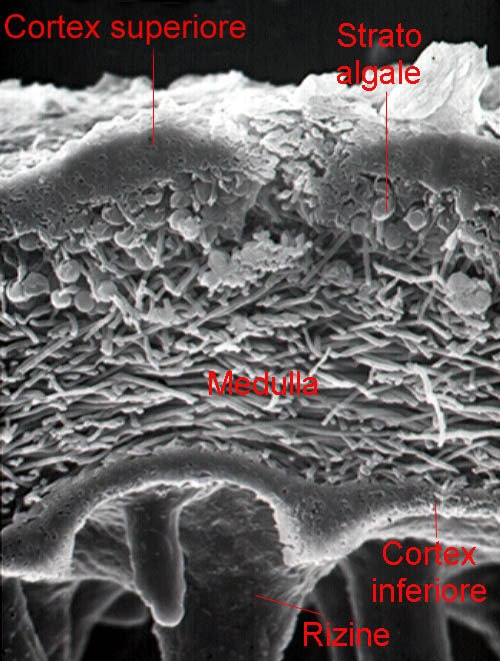 Cortex superiore
Strato
algale
Medulla
Cortex
inferiore
Rizine